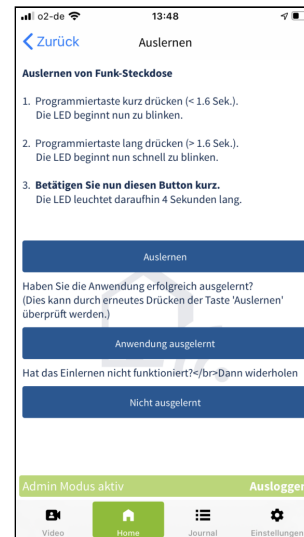 o2-de
13:48
Zurück
Auslernen
Auslernen von Funk-Steckdose
1. Programmiertaste kurz drücken (< 1.6 Sek.).
Die LED beginnt nun zu blinken.
2. Programmiertaste lang drücken (> 1.6 Sek.).
Die LED beginnt nun schnell zu blinken.
3. Betätigen Sie nun diesen Button kurz.
Die LED leuchtet daraufhin 4 Sekunden lang.
Auslernen
Haben Sie die Anwendung erfolgreich ausgelernt?
(Dies kann durch erneutes Drücken der Taste 'Auslernen'
überprüft werden.)
Anwendung ausgelernt
Hat das Einlernen nicht funktioniert?</br>Dann widerholen
Nicht ausgelernt
Admin Modus aktiv
Ausloggen
Video
Home
Journal
Einstellungen